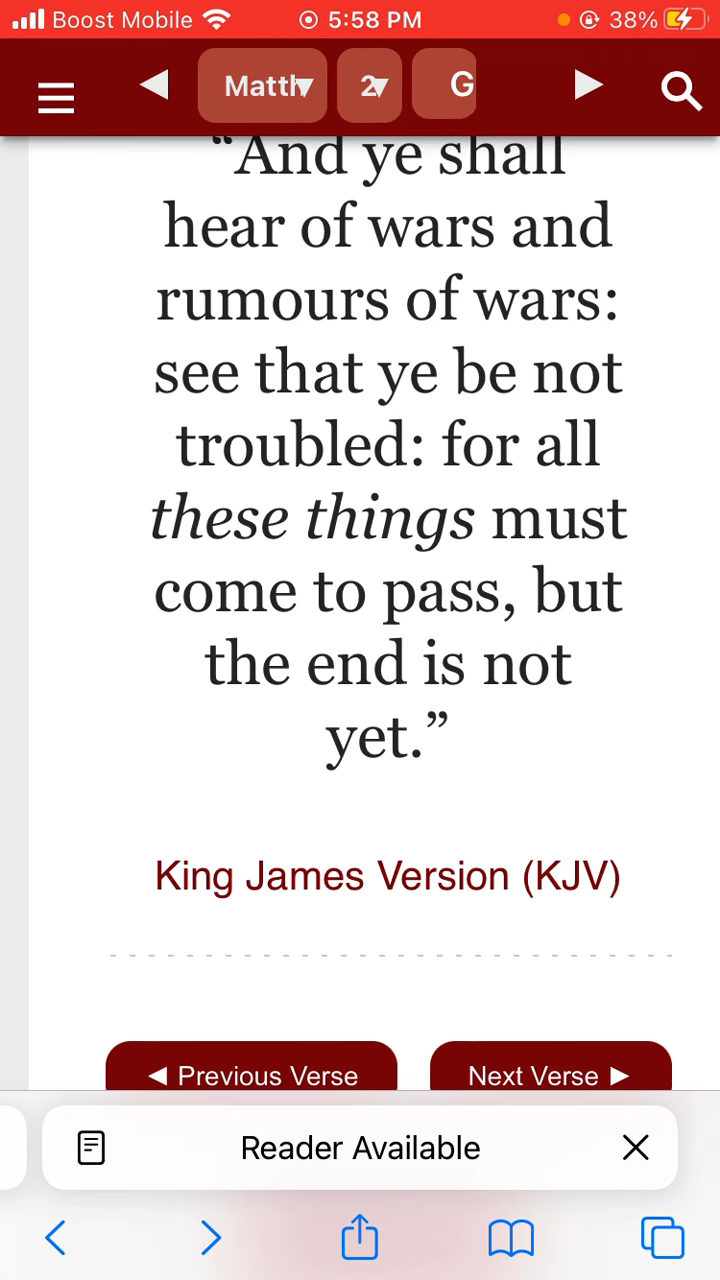 Boost Mobile 5:58 PM 38%
Matth 2 G
“And ye shall
hear of wars and
rumours of wars:
see that ye be not
troubled: for all
these things must
come to pass, but
the end is not
yet.”
King James Version (KJV)
◄ Previous Verse Next Verse ►
Reader Available